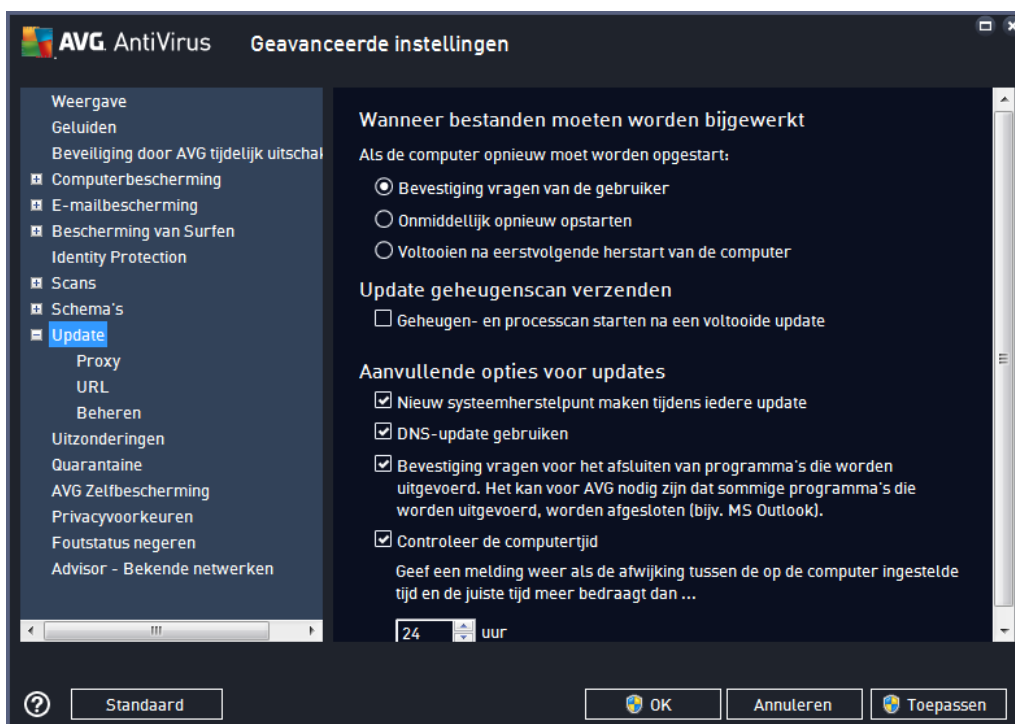 AVG. AntiVirus Geavanceerde instellingen
Weergave
Geluiden
Beveiliging door AVG tijdelijk uitschak
Computerbescherming
E-mailbescherming
Bescherming van Surfen
Identity Protection
Scans
Schema's
Update
Proxy
URL
Beheren
Uitzonderingen
Quarantaine
AVG Zelfbescherming
Privacyvoorkeuren
Foutstatus negeren
Advisor - Bekende netwerken
Wanneer bestanden moeten worden bijgewerkt
Als de computer opnieuw moet worden opgestart:
Bevestiging vragen van de gebruiker
Onmiddellijk opnieuw opstarten
Voltooien na eerstvolgende herstart van de computer
Update geheugenscan verzenden
Geheugen- en processcan starten na een voltooide update
Aanvullende opties voor updates
Nieuw systeemherstelpunt maken tijdens iedere update
DNS-update gebruiken
Bevestiging vragen voor het afsluiten van programma's die worden
uitgevoerd. Het kan voor AVG nodig zijn dat sommige programma's die
worden uitgevoerd, worden afgesloten (bijv. MS Outlook).
Controleer de computertjid
Geef een melding weer als de afwijking tussen de op de computer ingestelde
tijd en de juiste tijd meer bedraagt dan ...
24 uur
? Standaard OK Annuleren Toepassen